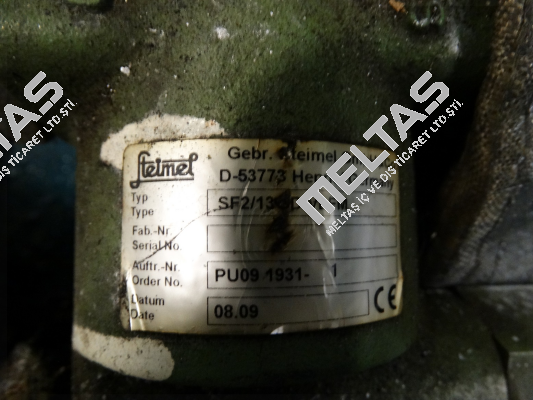 MELTAS
MELTAŞ İÇ VE DIŞ TİCARET LTD.ŞTİ.
Steimel
Gebr. Steimel
D-53773
Germany
Typ
Type
SF2/13
Fab.-Nr.
Serial No.
Auftr.-Nr.
Order No.
PU09 1931- 1
Datum
Date
08.09
CE
MELTAS
MELTAŞ İÇ VE DIŞ TİCARET LTD.ŞTİ.